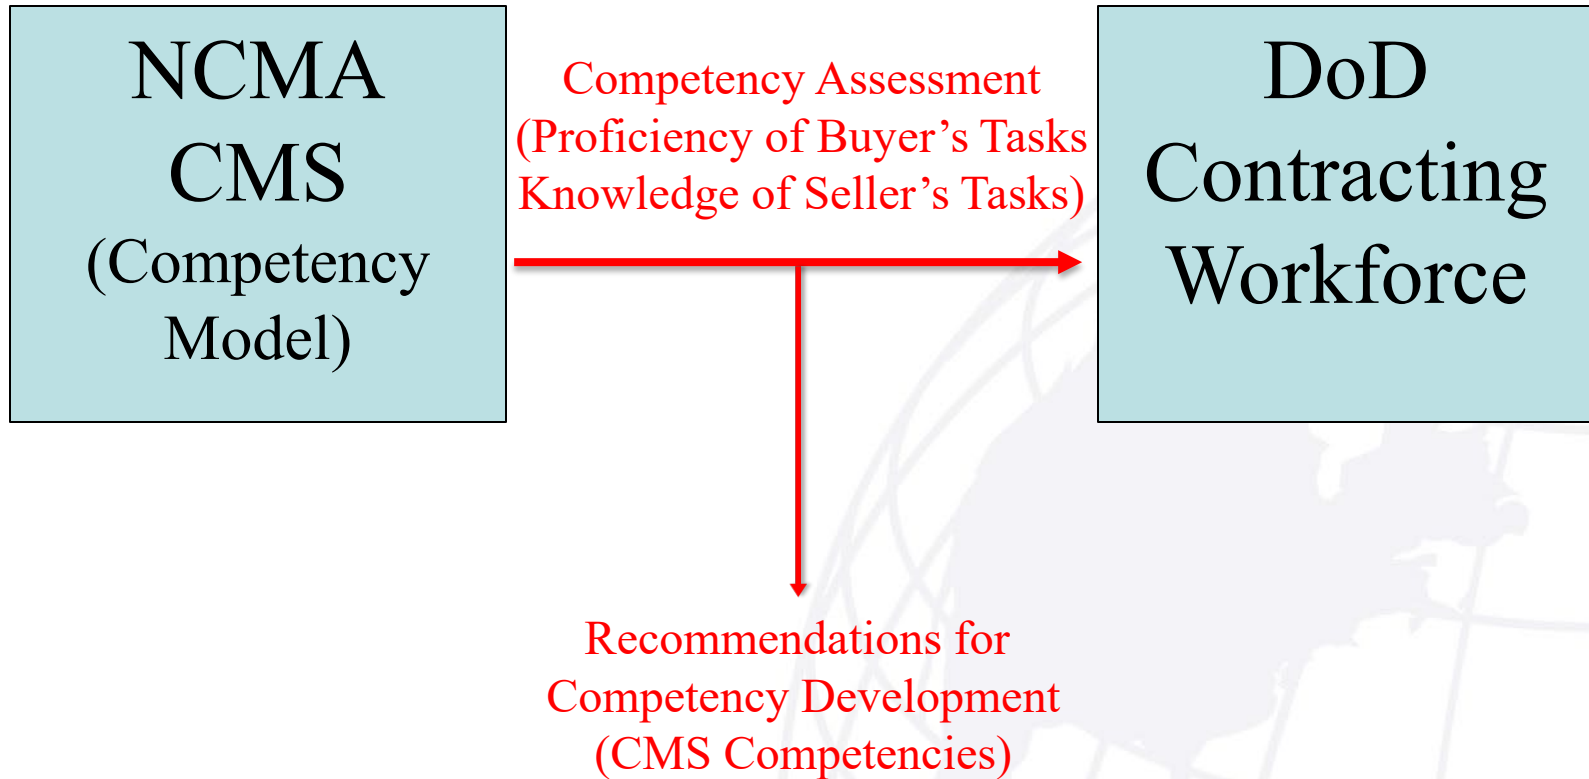 NCMA
CMS
(Competency
Model)
Competency Assessment
(Proficiency of Buyer’s Tasks
Knowledge of Seller’s Tasks)
DoD
Contracting
Workforce
Recommendations for
Competency Development
(CMS Competencies)